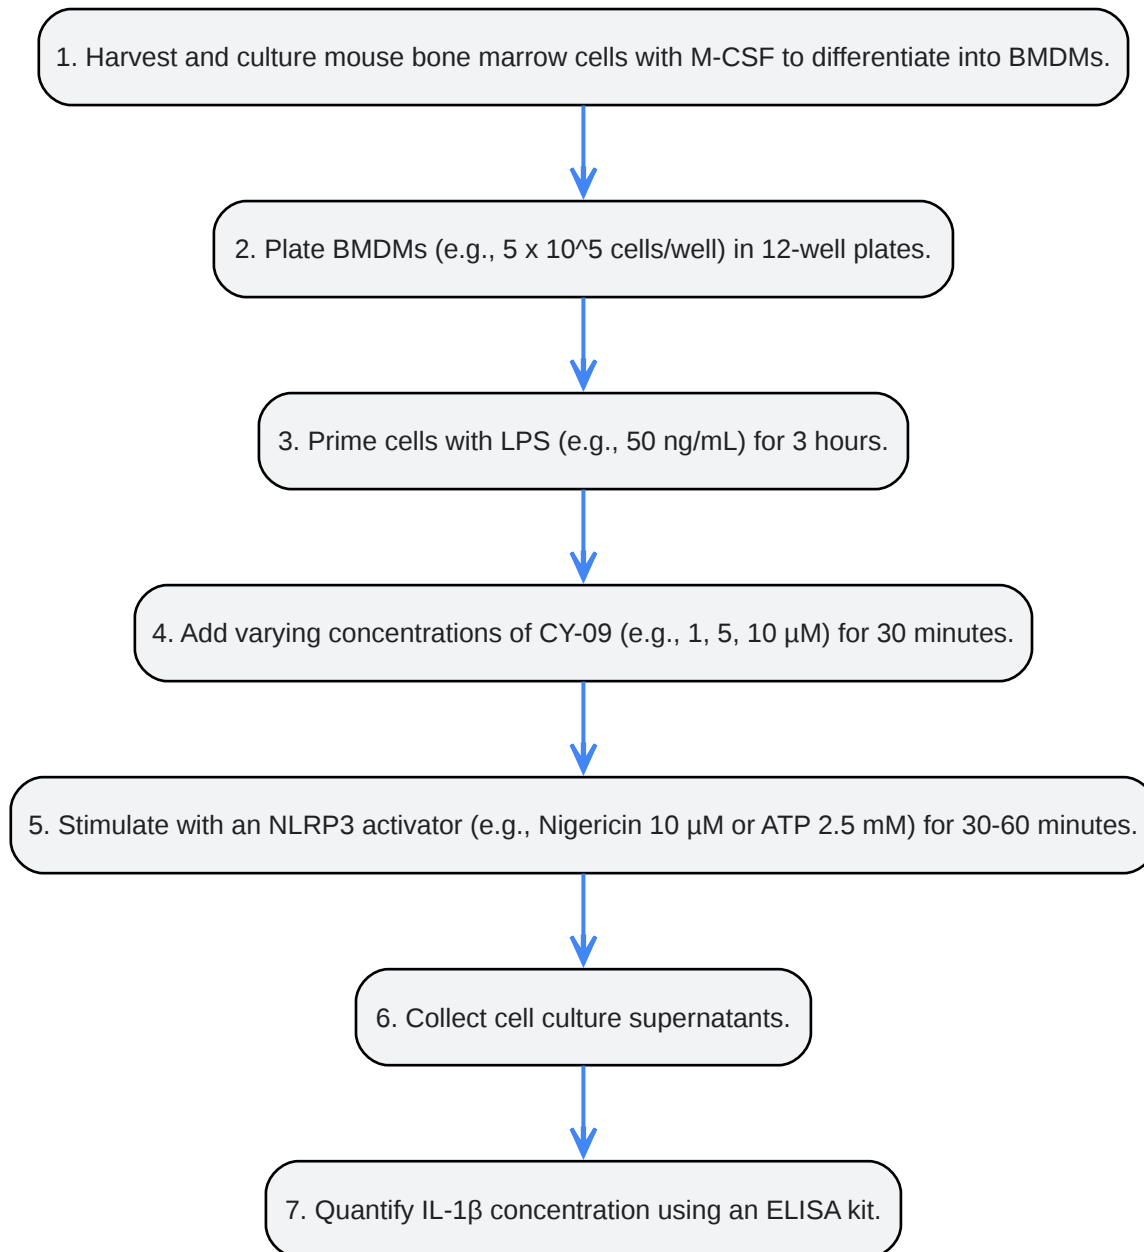 1. Harvest and culture mouse bone marrow cells with M-CSF to differentiate into BMDMs.
2. Plate BMDMs (e.g., 5 x 10^5 cells/well) in 12-well plates.
3. Prime cells with LPS (e.g., 50 ng/mL) for 3 hours.
4. Add varying concentrations of CY-09 (e.g., 1, 5, 10 µM) for 30 minutes.
5. Stimulate with an NLRP3 activator (e.g., Nigericin 10 µM or ATP 2.5 mM) for 30-60 minutes.
6. Collect cell culture supernatants.
7. Quantify IL-1β concentration using an ELISA kit.